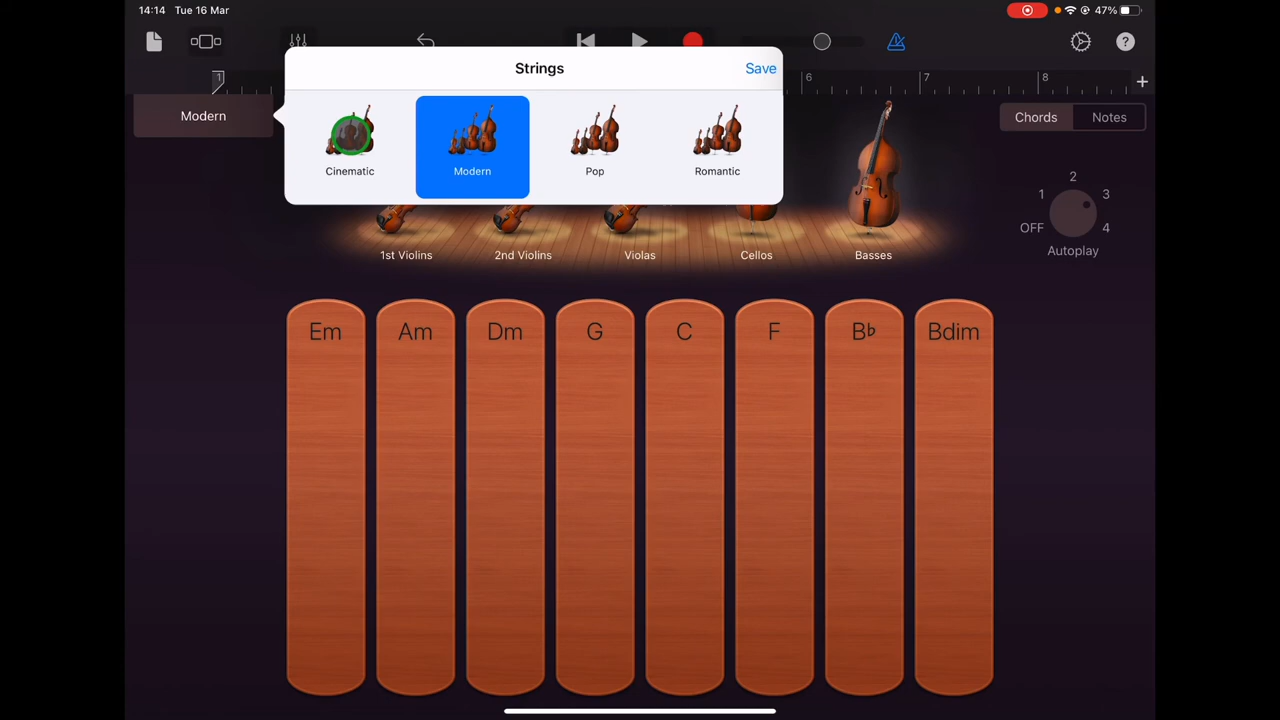 14:14 Tue 16 Mar
47%
Strings
Save
1
6
7
8
Modern
Cinematic
Modern
Pop
Romantic
Chords
Notes
1st Violins
2nd Violins
Violas
Cellos
Basses
OFF
1
2
3
4
Autoplay
Em
Am
Dm
G
C
F
B♭
Bdim